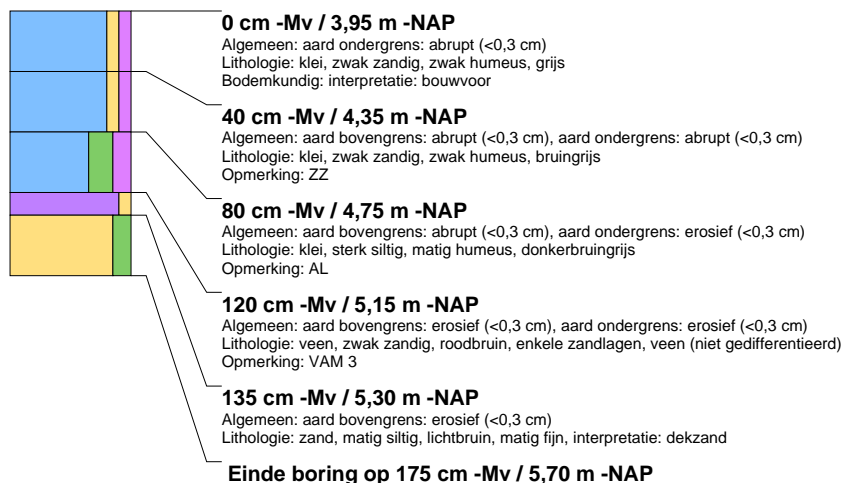 0 cm -Mv / 3,95 m -NAP
Algemeen: aard ondergrens: abrupt (<0,3 cm)
Lithologie: klei, zwak zandig, zwak humeus, grijs
Bodemkundig: interpretatie: bouwvoor
40 cm -Mv / 4,35 m -NAP
Algemeen: aard bovengrens: abrupt (<0,3 cm), aard ondergrens: abrupt (<0,3 cm)
Lithologie: klei, zwak zandig, zwak humeus, bruingrijs
Opmerking: ZZ
80 cm -Mv / 4,75 m -NAP
Algemeen: aard bovengrens: abrupt (<0,3 cm), aard ondergrens: erosief (<0,3 cm)
Lithologie: klei, sterk siltig, matig humeus, donkerbruingrijs
Opmerking: AL
120 cm -Mv / 5,15 m -NAP
Algemeen: aard bovengrens: erosief (<0,3 cm), aard ondergrens: erosief (<0,3 cm)
Lithologie: veen, zwak zandig, roodbruin, enkele zandlagen, veen (niet gedifferentieerd)
Opmerking: VAM 3
135 cm -Mv / 5,30 m -NAP
Algemeen: aard bovengrens: erosief (<0,3 cm)
Lithologie: zand, matig siltig, lichtbruin, matig fijn, interpretatie: dekzand
Einde boring op 175 cm -Mv / 5,70 m -NAP